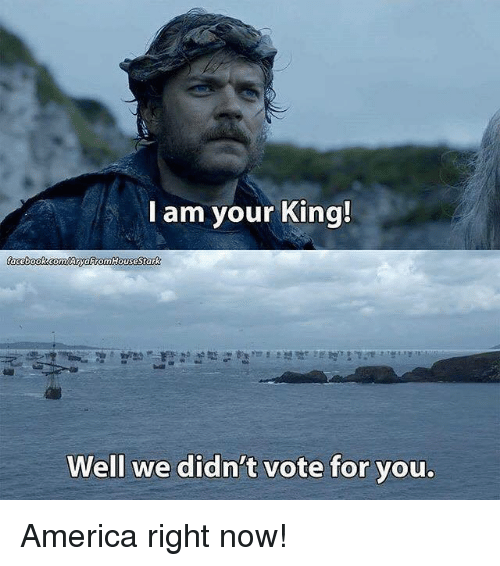 I am your King!
facebook.com/AryaFromHouseStark
Well we didn't vote for you.
America right now!